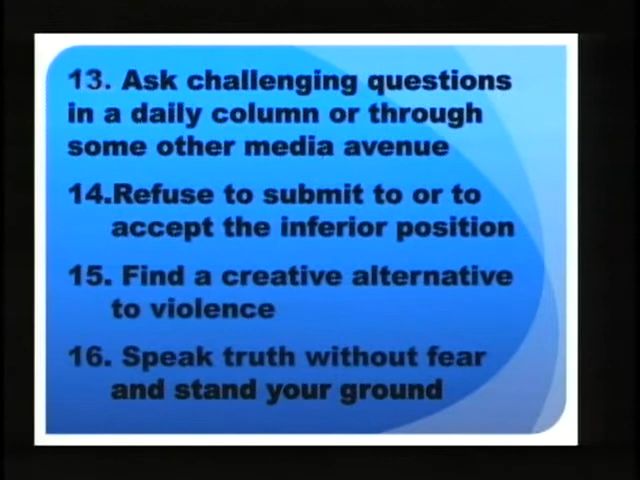 13. Ask challenging questions
in a daily column or through
some other media avenue
14.Refuse to submit to or to
accept the inferior position
15. Find a creative alternative
to violence
16. Speak truth without fear
and stand your ground